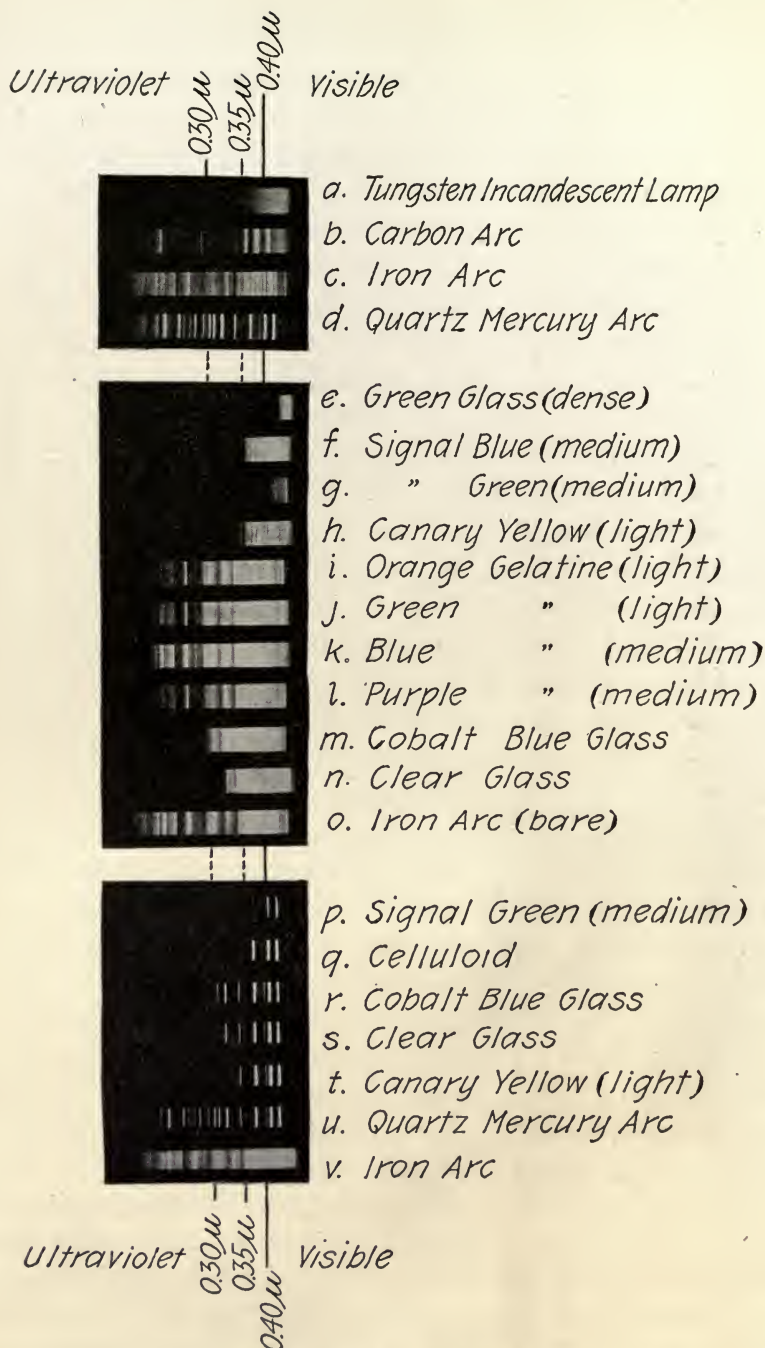 Ultraviolet 0.30μ 0.35μ 0.40μ Visible
a. Tungsten Incandescent Lamp
b. Carbon Arc
c. Iron Arc
d. Quartz Mercury Arc
e. Green Glass (dense)
f. Signal Blue (medium)
g. " Green (medium)
h. Canary Yellow (light)
i. Orange Gelatine (light)
j. Green " (light)
k. Blue " (medium)
l. Purple " (medium)
m. Cobalt Blue Glass
n. Clear Glass
o. Iron Arc (bare)
p. Signal Green (medium)
q. Celluloid
r. Cobalt Blue Glass
s. Clear Glass
t. Canary Yellow (light)
u. Quartz Mercury Arc
v. Iron Arc
Ultraviolet 0.30μ 0.35μ 0.40μ Visible